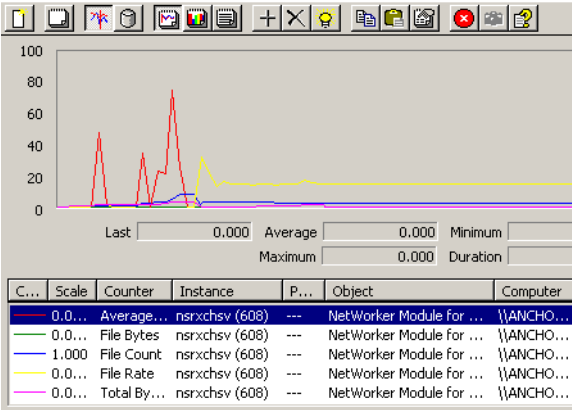 100
80
60
40
20
0
Last 0.000 Average 0.000 Minimum
Maximum 0.000 Duration
C... Scale Counter Instance P... Object Computer
0.0... Average... nsrxchsv (608) --- NetWorker Module for ... \\ANCHO...
0.0... File Bytes nsrxchsv (608) --- NetWorker Module for ... \\ANCHO...
1.000 File Count nsrxchsv (608) --- NetWorker Module for ... \\ANCHO...
0.0... File Rate nsrxchsv (608) --- NetWorker Module for ... \\ANCHO...
0.0... Total By... nsrxchsv (608) --- NetWorker Module for ... \\ANCHO...